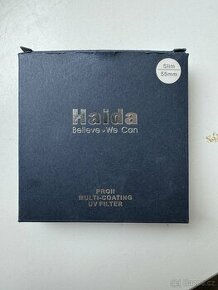 Slim
55mm
Haida
Believe - We Can
PROII
MULTI-COATING
UV FILTER